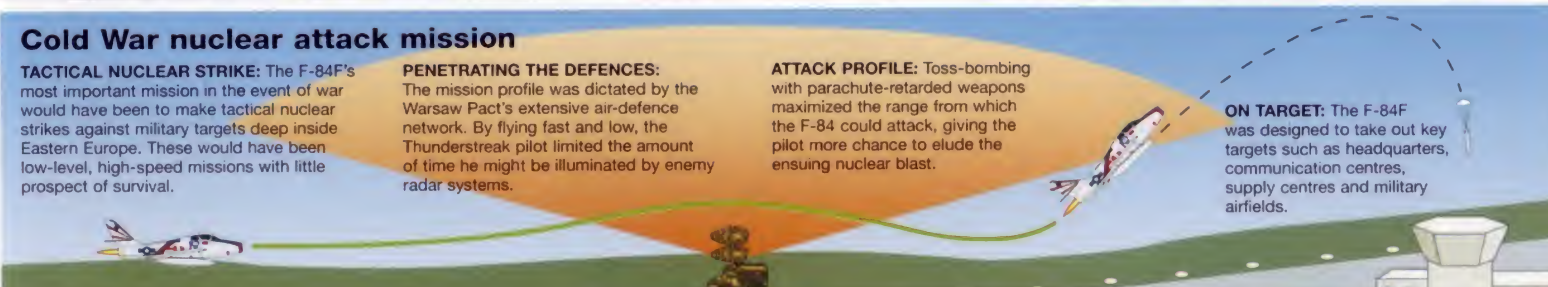 Cold War nuclear attack mission
TACTICAL NUCLEAR STRIKE: The F-84F's
most important mission in the event of war
would have been to make tactical nuclear
strikes against military targets deep inside
Eastern Europe. These would have been
low-level, high-speed missions with little
prospect of survival.
PENETRATING THE DEFENCES:
The mission profile was dictated by the
Warsaw Pact's extensive air-defence
network. By flying fast and low, the
Thunderstreak pilot limited the amount
of time he might be illuminated by enemy
radar systems.
ATTACK PROFILE: Toss-bombing
with parachute-retarded weapons
maximized the range from which
the F-84 could attack, giving the
pilot more chance to elude the
ensuing nuclear blast.
ON TARGET: The F-84F
was designed to take out key
targets such as headquarters,
communication centres,
supply centres and military
airfields.